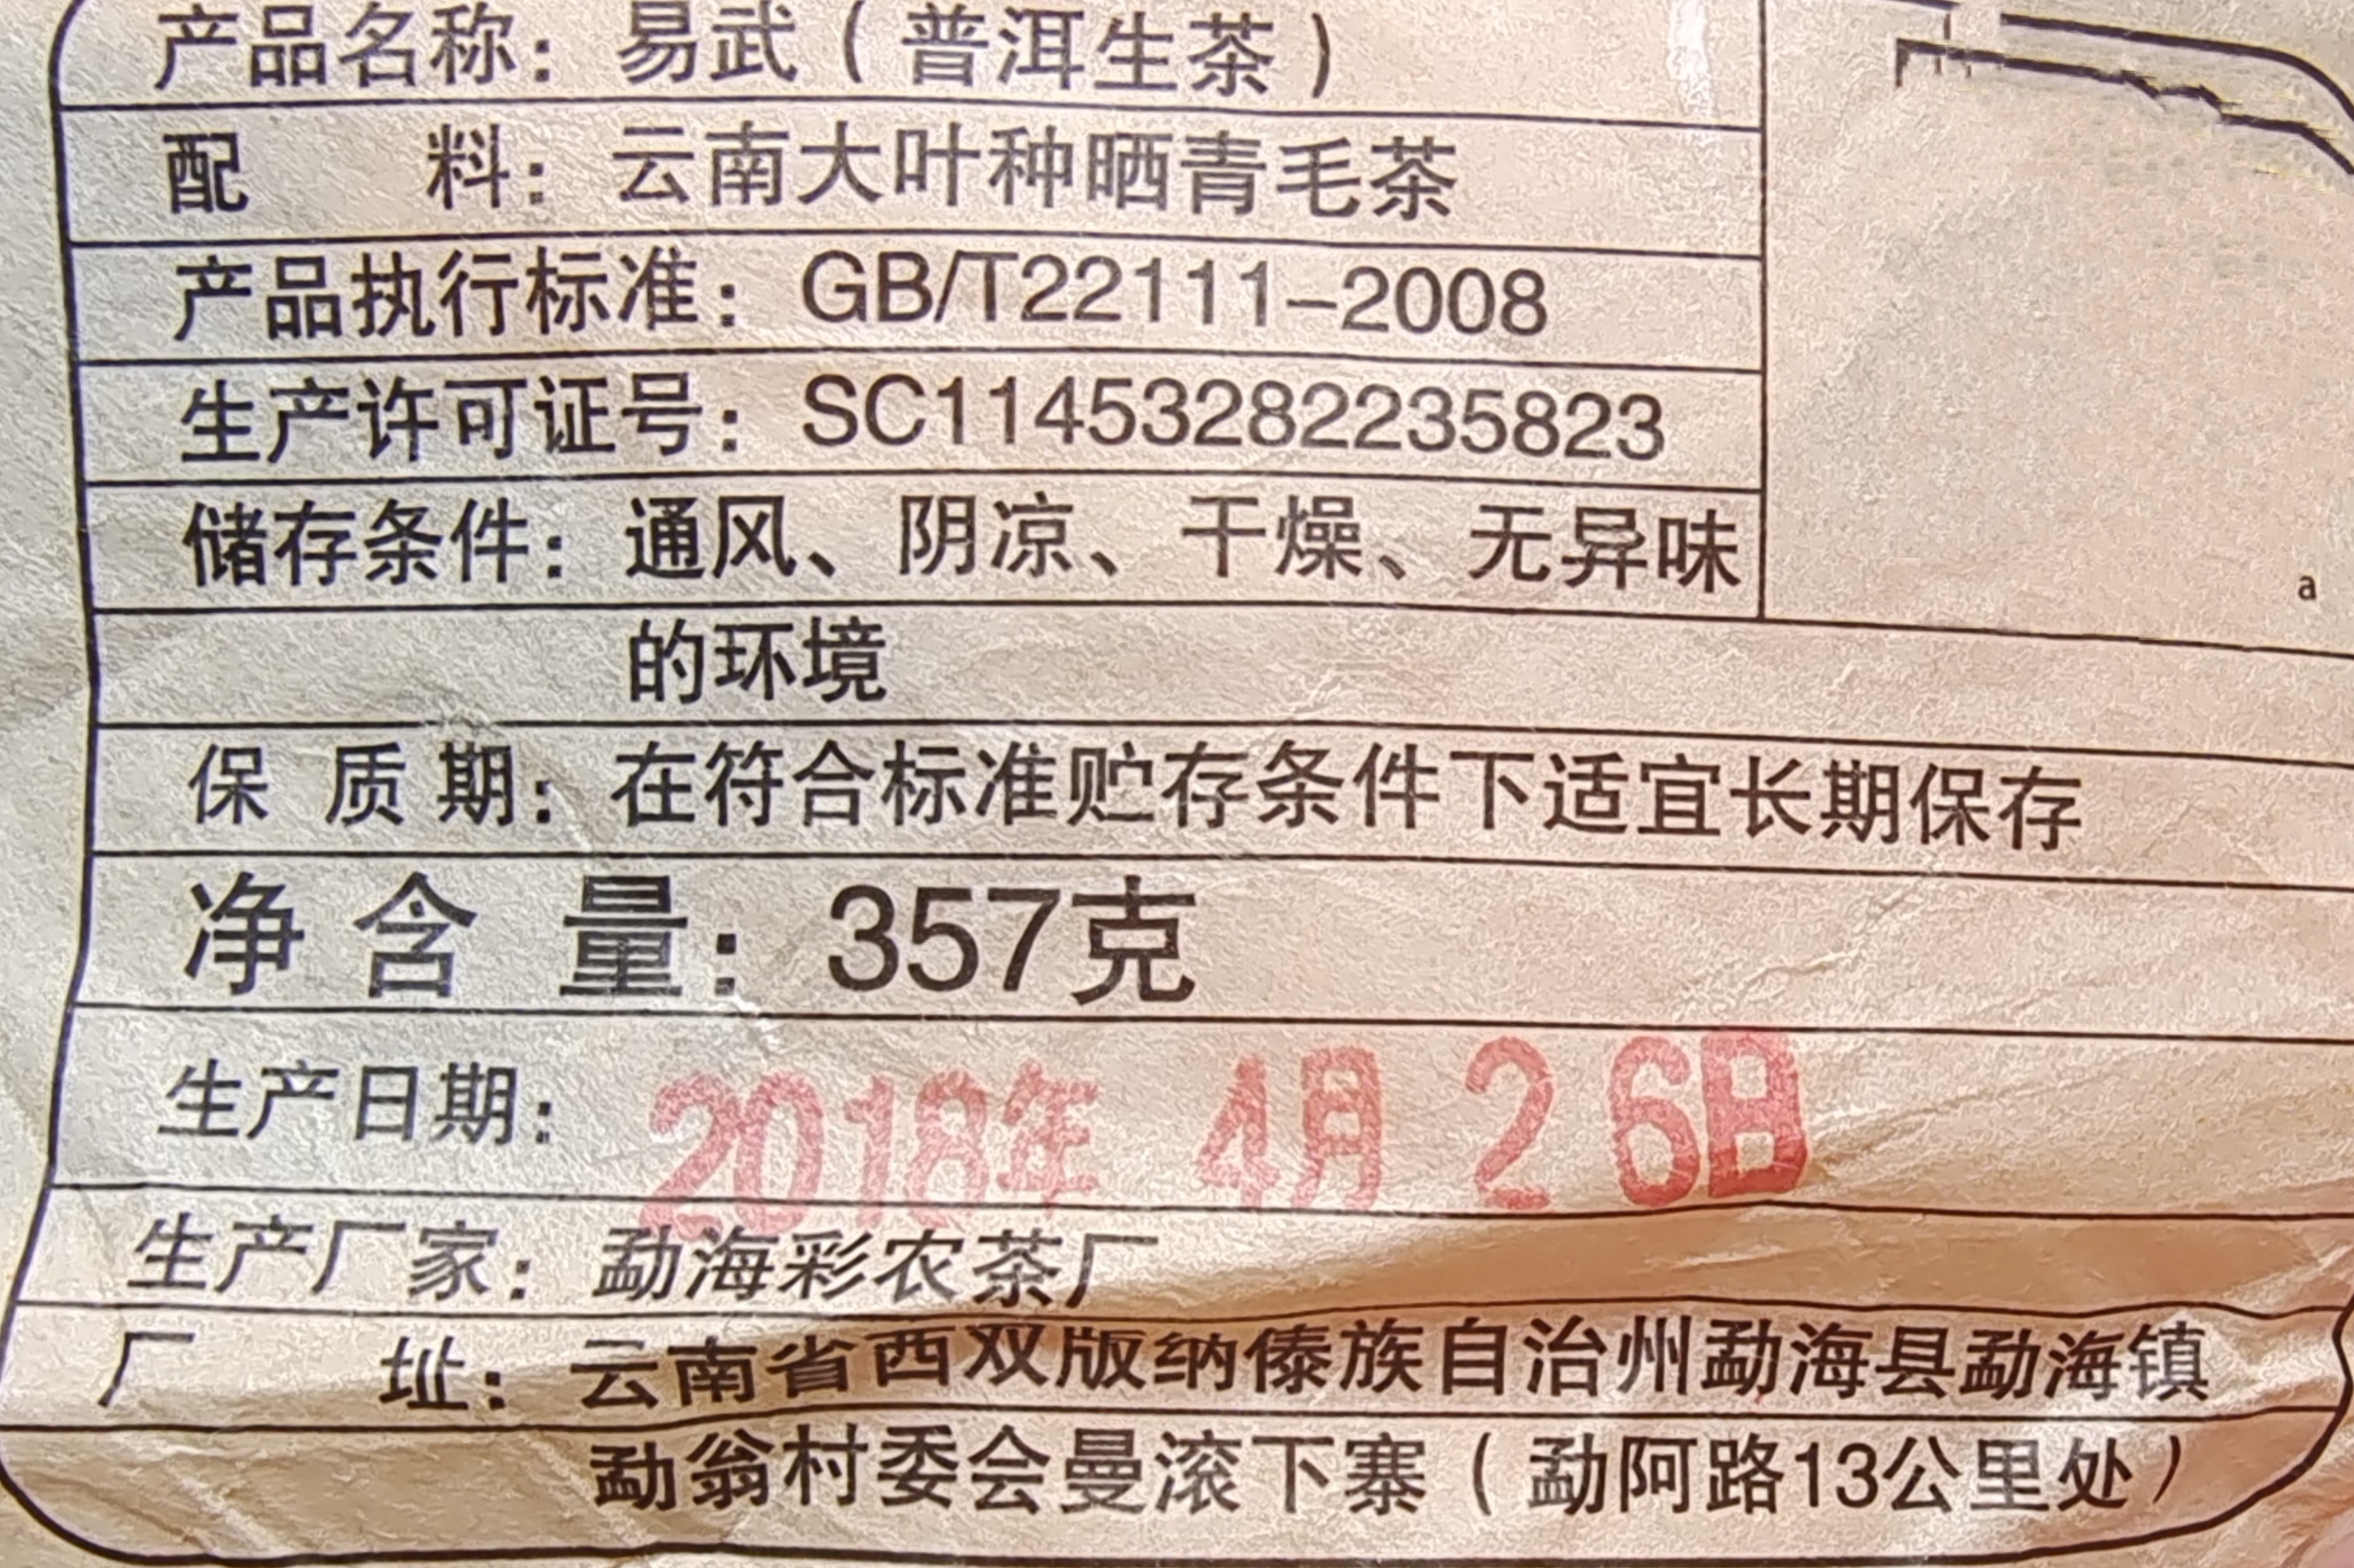 产品名称：易武（普洱生茶）
配 料：云南大叶种晒青毛茶
产品执行标准：GB/T22111-2008
生产许可证号：SC11453282235823
储存条件：通风、阴凉、干燥、无异味
a
的环境
保 质 期：在符合标准贮存条件下适宜长期保存
净 含 量：357克
生产日期：2018年 4月 26日
生产厂家：勐海彩农茶厂
厂 址：云南省西双版纳傣族自治州勐海县勐海镇
勐翁村委会曼滚下寨（勐阿路13公里处）